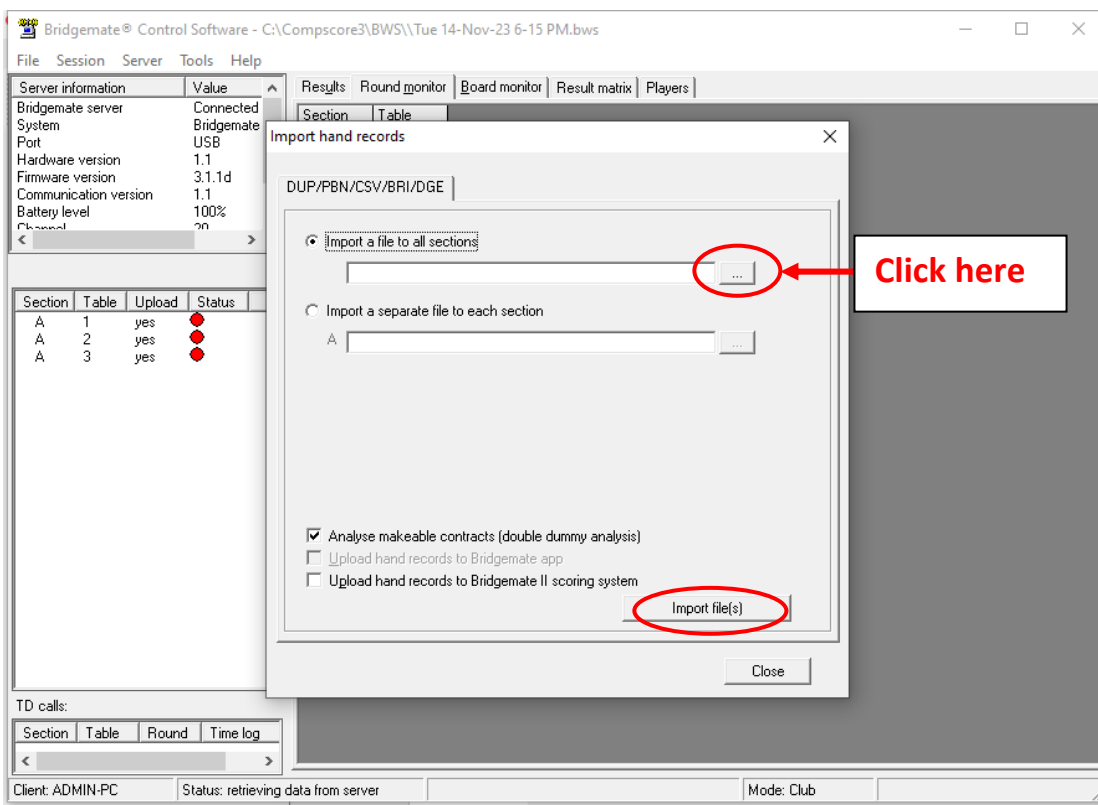 Bridgemate® Control Software - C:\Compscore3\BWS\\Tue 14-Nov-23 6-15 PM.bws
File Session Server Tools Help
Server information Value
Bridgemate server Connected
System Bridgemate
Port USB
Hardware version 1.1
Firmware version 3.1.1d
Communication version 1.1
Battery level 100%
Channel 20
Results Round monitor Board monitor Result matrix Players
Section Table
Import hand records
DUP/PBN/CSV/BRI/DGE
Import a file to all sections
...
Click here
Import a separate file to each section
A ...
Analyse makeable contracts (double dummy analysis)
Upload hand records to Bridgemate app
Upload hand records to Bridgemate II scoring system
Import file(s)
Close
Section Table Upload Status
A 1 yes
A 2 yes
A 3 yes
TD calls:
Section Table Round Time log
Client: ADMIN-PC Status: retrieving data from server Mode: Club